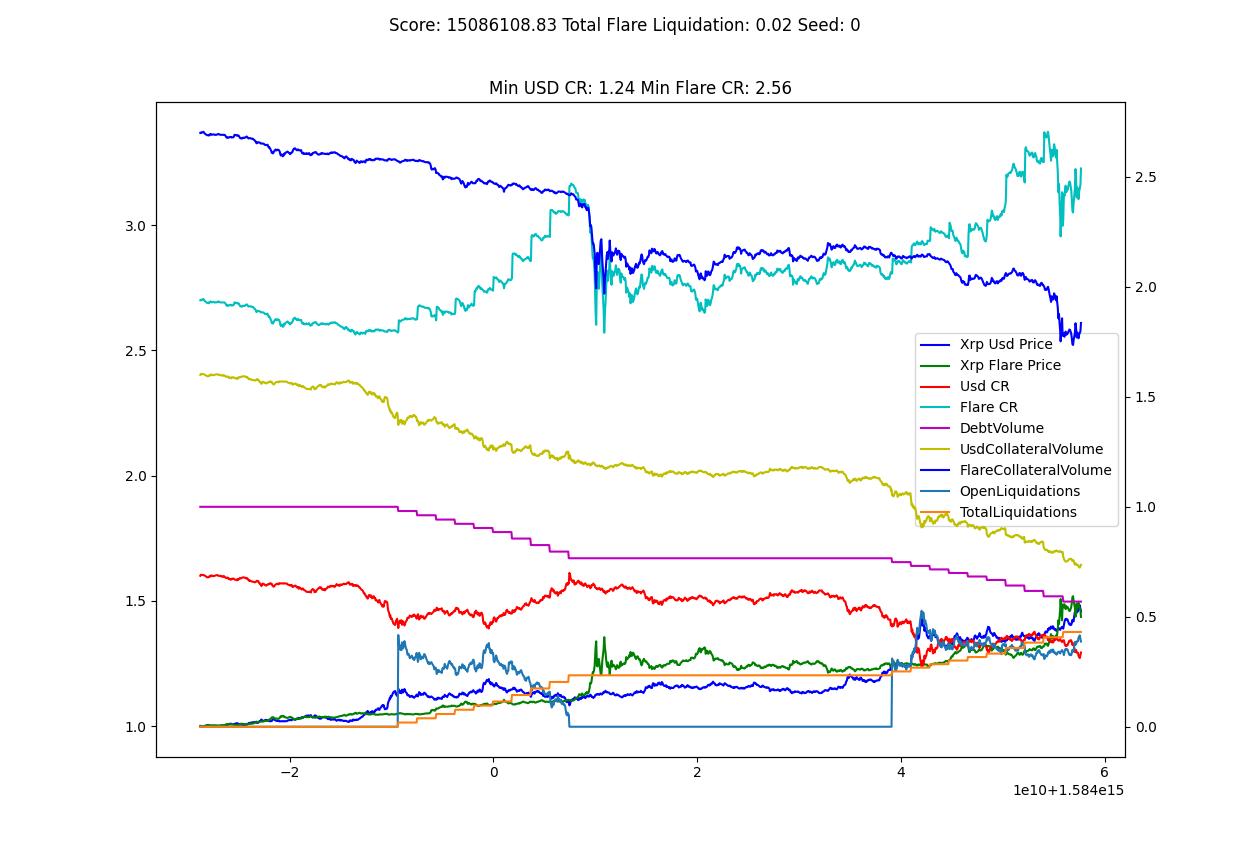 Score: 15086108.83 Total Flare Liquidation: 0.02 Seed: 0
Min USD CR: 1.24 Min Flare CR: 2.56
3.0
2.5
2.0
1.5
1.0
2.5
2.0
1.5
1.0
0.5
0.0
Xrp Usd Price
Xrp Flare Price
Usd CR
Flare CR
DebtVolume
UsdCollateralVolume
FlareCollateralVolume
OpenLiquidations
TotalLiquidations
−2 0 2 4 6
1e10+1.584e15